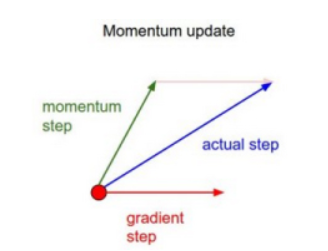 Momentum update
momentum
step
actual step
gradient
step